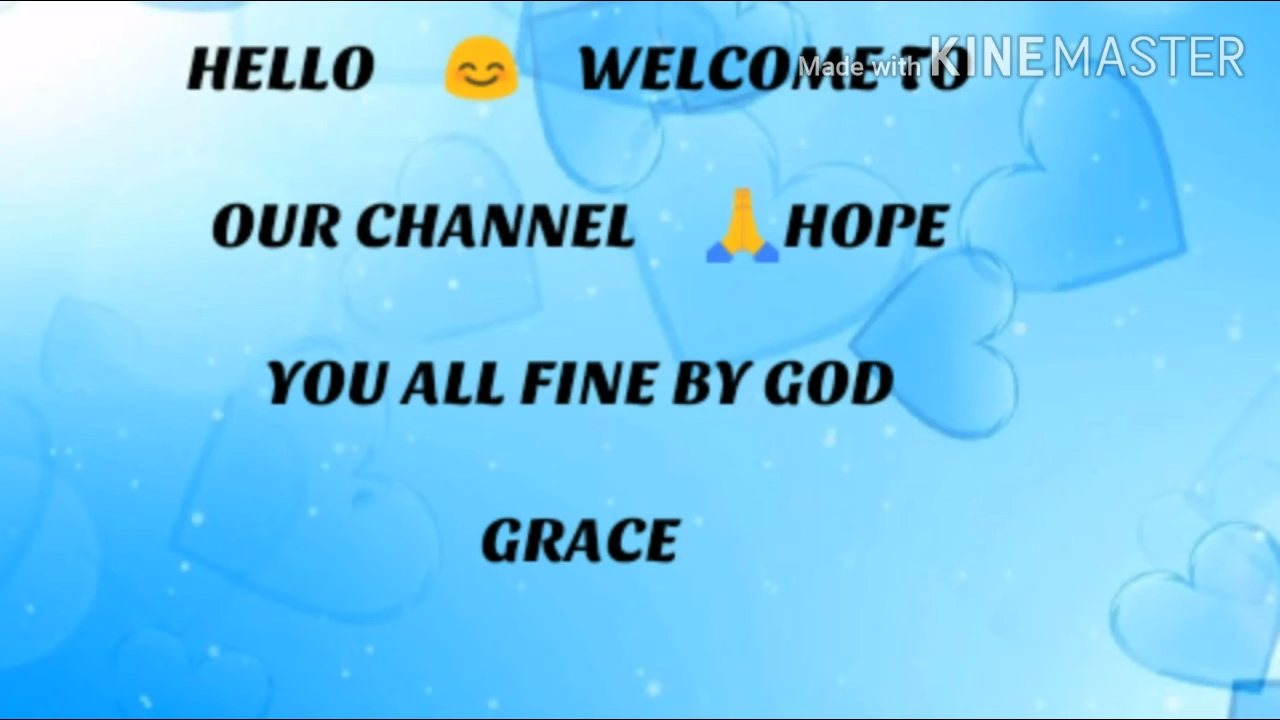 HELLO 😊 WELCOME TO
Made with KINEMASTER
OUR CHANNEL 🙏HOPE
YOU ALL FINE BY GOD
GRACE